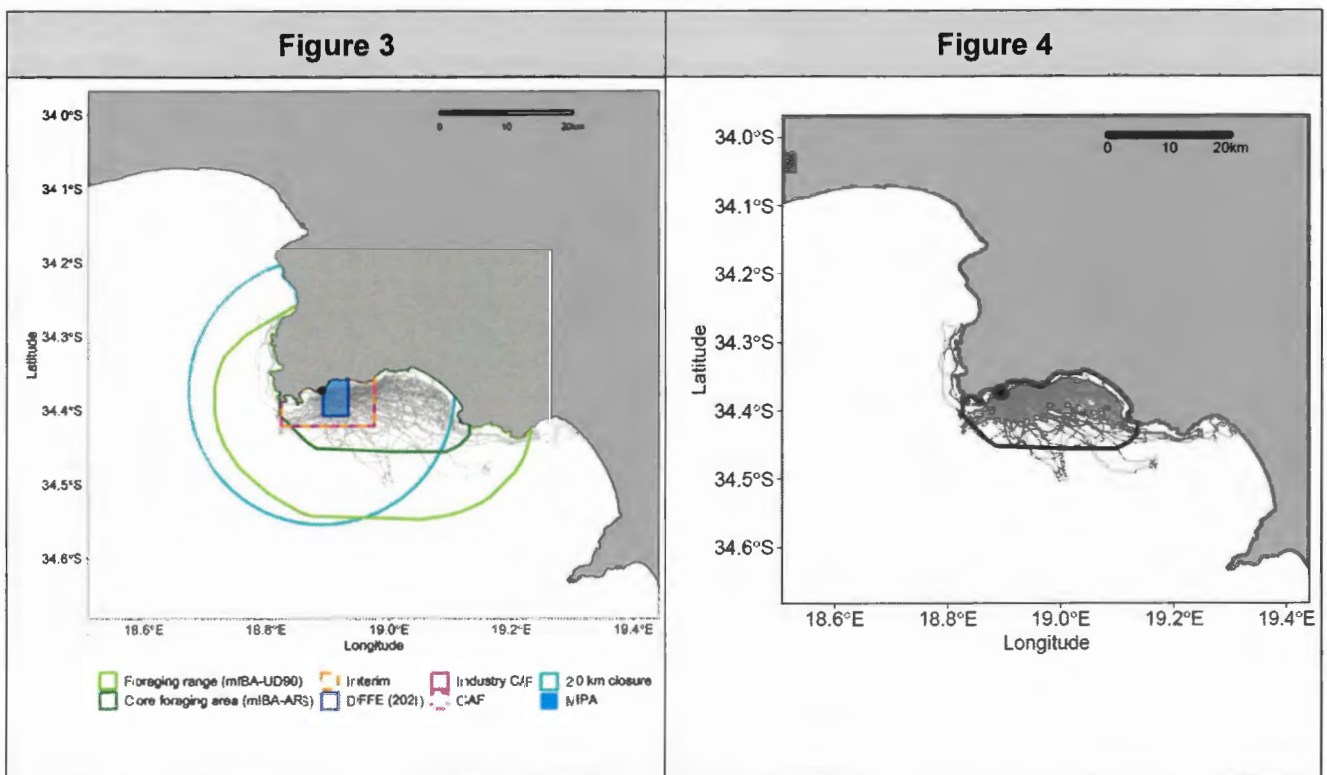 Figure 3
Figure 4
34 0°S
34 1°S
34 2°S
34.3°S
34.4°S
34.5°S
34.6°S
Latitude
0 10 20km
18.6°E 18.8°E 19.0°E 19.2°E 19.4°E
Longitude
Foraging range (mIBA-UD90) Interim Industry CAF 20 km closure
Core foraging area (mIBA-ARS) DFFE (2021) CAF MPA
34.0°S
34.1°S
34.2°S
34.3°S
34.4°S
34.5°S
34.6°S
Latitude
0 10 20km
18.6°E 18.8°E 19.0°E 19.2°E 19.4°E
Longitude